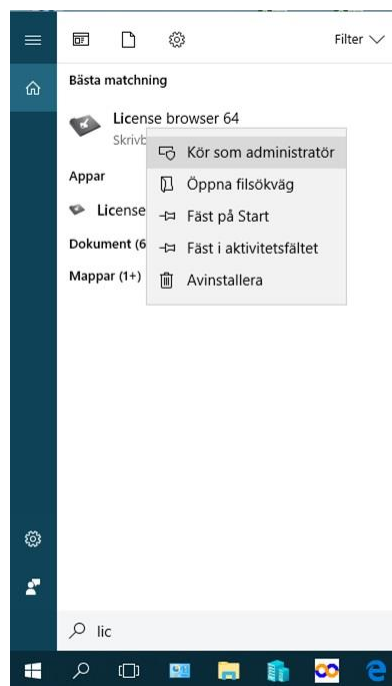 Filter
Bästa matchning
License browser 64
Skrivb
Kör som administratör
Appar
Öppna filsökväg
License
Fäst på Start
Dokument (6
Fäst i aktivitetsfältet
Mappar (1+)
Avinstallera
lic